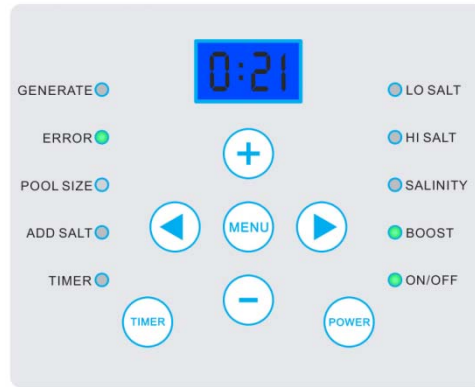 0:21
GENERATE
ERROR
POOL SIZE
ADD SALT
TIMER
LO SALT
HI SALT
SALINITY
BOOST
ON/OFF
+
MENU
−
TIMER
POWER